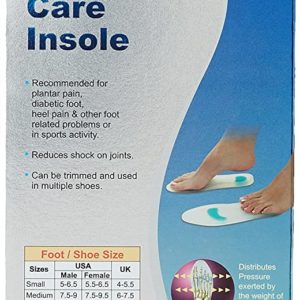 Care
Insole
• Recommended for
plantar pain,
diabetic foot,
heel pain & other foot
related problems or
in sports activity.
• Reduces shock on joints.
• Can be trimmed and used
in multiple shoes.
Foot / Shoe Size
Sizes USA UK
Male Female
Small 5-6.5 5.5-6.5 4-5.5
Medium 7.5-9 7.5-9.5 6-7.5
Distributes
Pressure
exerted by
the weight of